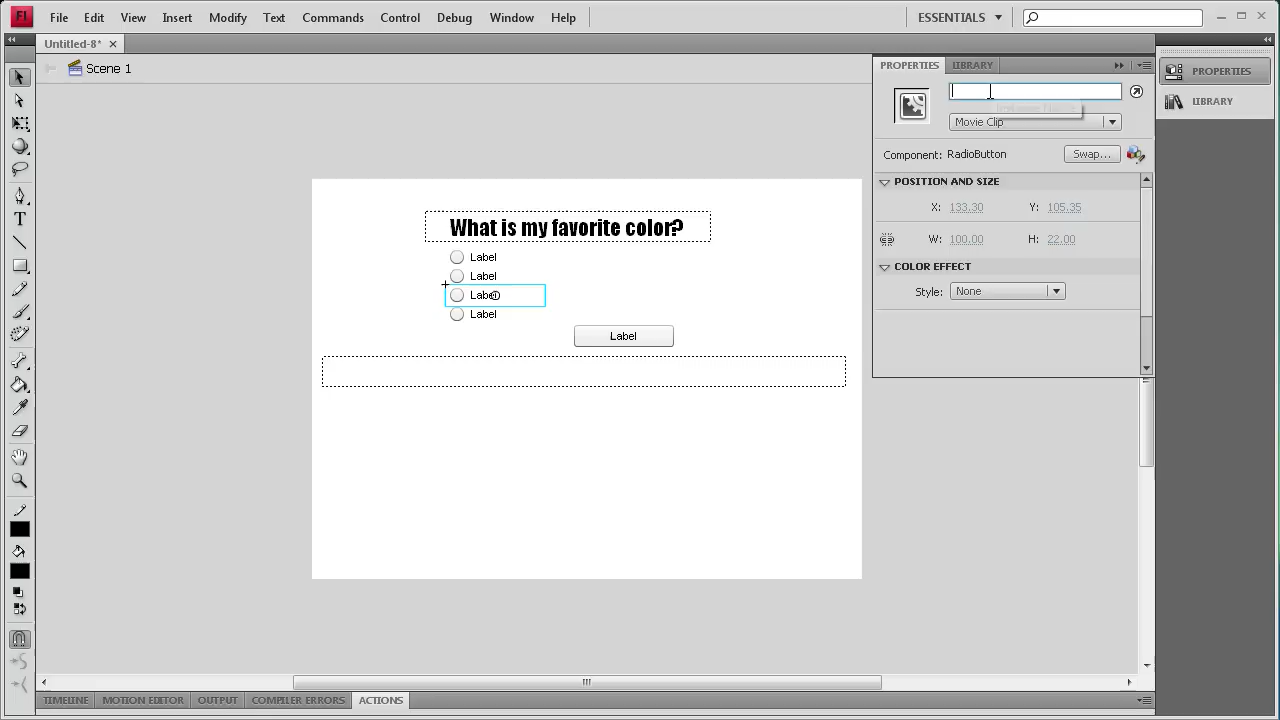 Fl File Edit View Insert Modify Text Commands Control Debug Window Help ESSENTIALS
Untitled-8*
Scene 1
PROPERTIES LIBRARY
PROPERTIES
LIBRARY
Movie Clip
Component: RadioButton Swap...
POSITION AND SIZE
X: 133.30 Y: 105.35
W: 100.00 H: 22.00
COLOR EFFECT
Style: None
What is my favorite color?
Label
Label
Label
Label
Label
T
TIMELINE MOTION EDITOR OUTPUT COMPILER ERRORS ACTIONS